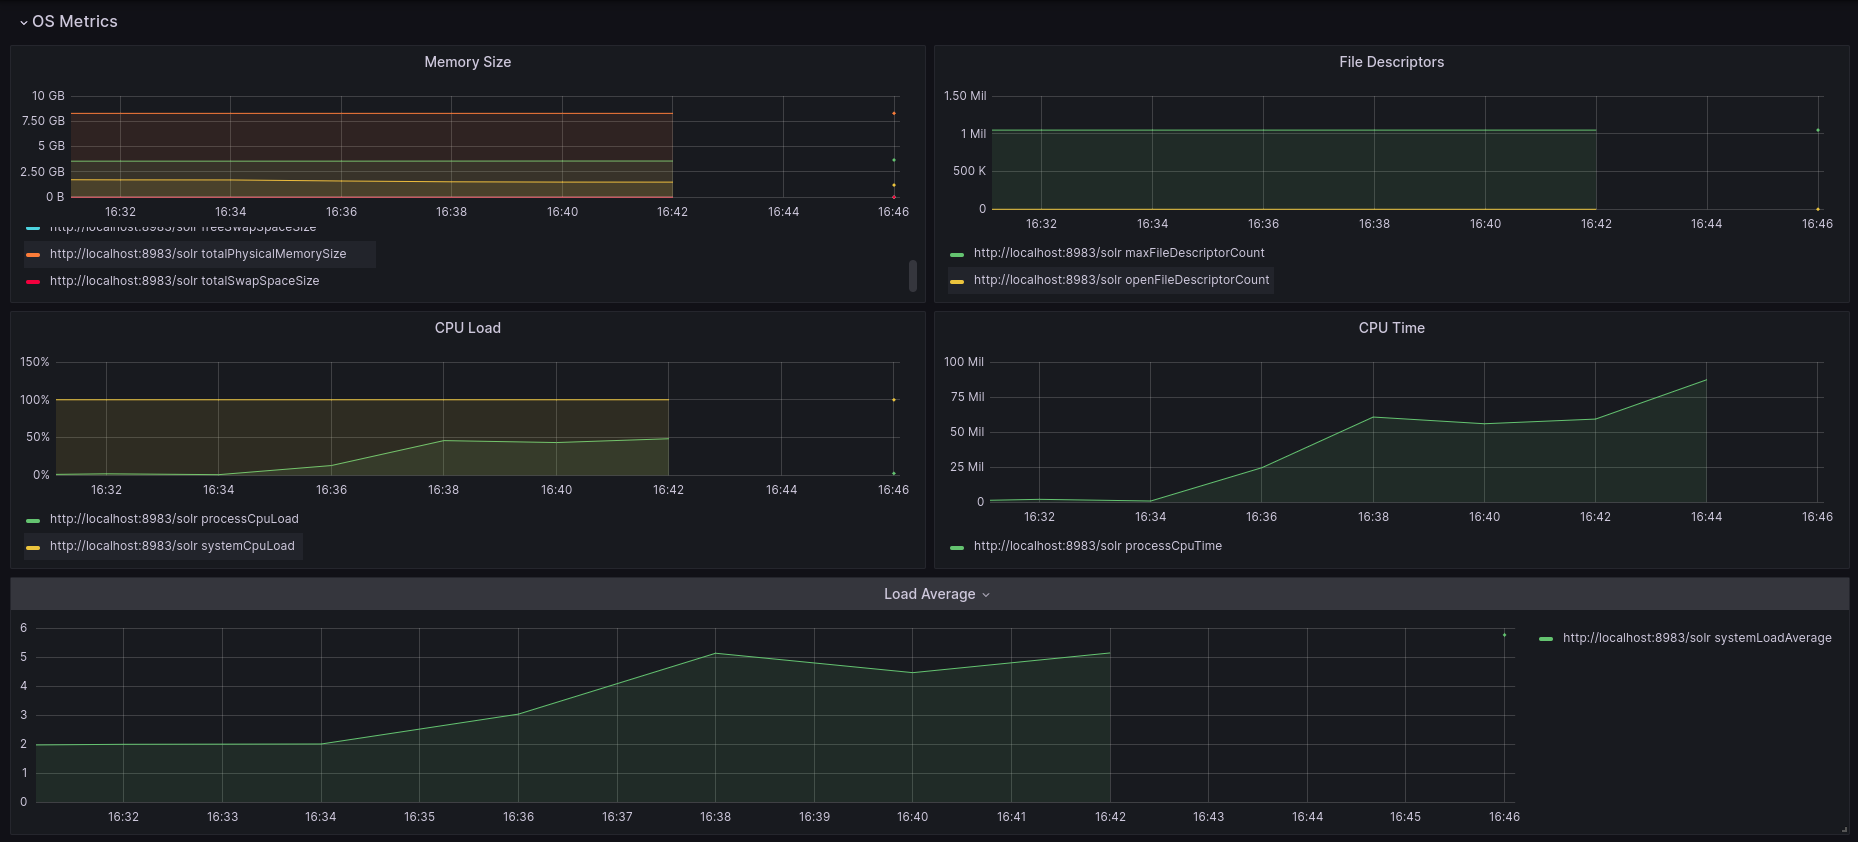 OS Metrics
Memory Size
10 GB
7.50 GB
5 GB
2.50 GB
0 B
16:32 16:34 16:36 16:38 16:40 16:42 16:44 16:46
http://localhost:8983/solr freeSwapSpaceSize
http://localhost:8983/solr totalPhysicalMemorySize
http://localhost:8983/solr totalSwapSpaceSize
File Descriptors
1.50 Mil
1 Mil
500 K
0
16:32 16:34 16:36 16:38 16:40 16:42 16:44 16:46
http://localhost:8983/solr maxFileDescriptorCount
http://localhost:8983/solr openFileDescriptorCount
CPU Load
150%
100%
50%
0%
16:32 16:34 16:36 16:38 16:40 16:42 16:44 16:46
http://localhost:8983/solr processCpuLoad
http://localhost:8983/solr systemCpuLoad
CPU Time
100 Mil
75 Mil
50 Mil
25 Mil
0
16:32 16:34 16:36 16:38 16:40 16:42 16:44 16:46
http://localhost:8983/solr processCpuTime
Load Average
6
5
4
3
2
1
0
16:32 16:33 16:34 16:35 16:36 16:37 16:38 16:39 16:40 16:41 16:42 16:43 16:44 16:45 16:46
http://localhost:8983/solr systemLoadAverage